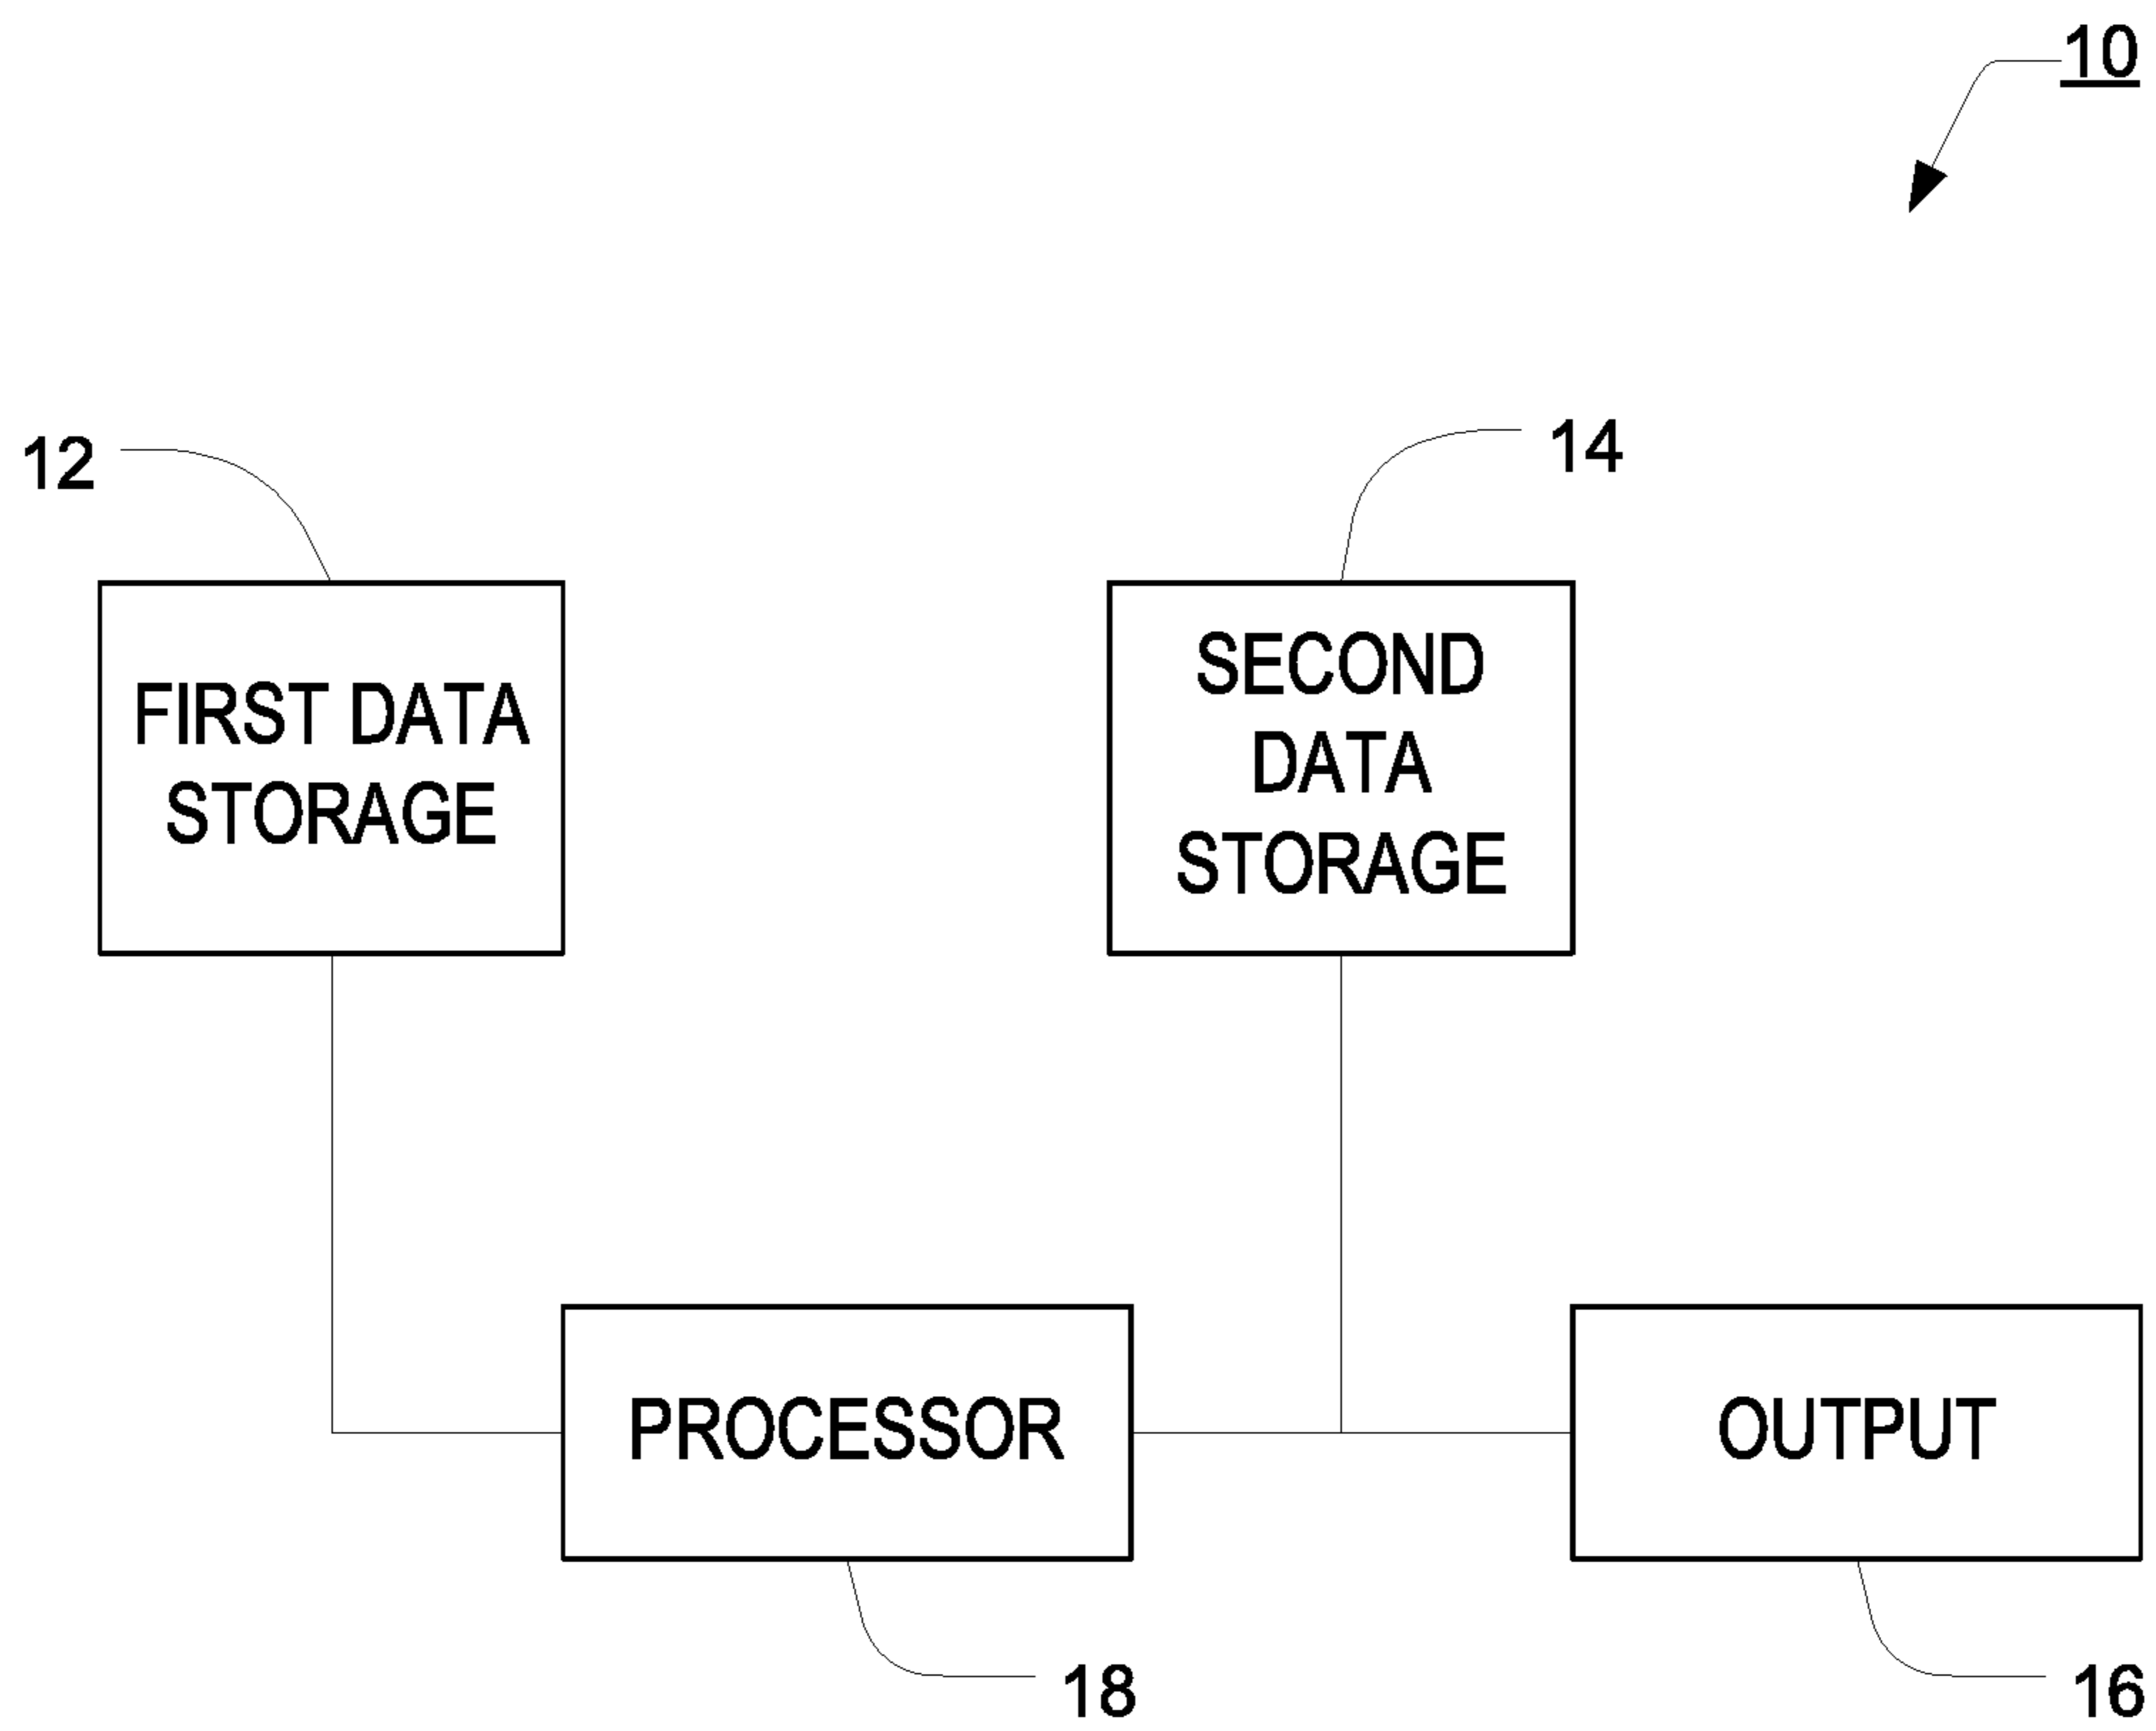 10
12
14
FIRST DATA
STORAGE
SECOND
DATA
STORAGE
PROCESSOR
OUTPUT
18
16